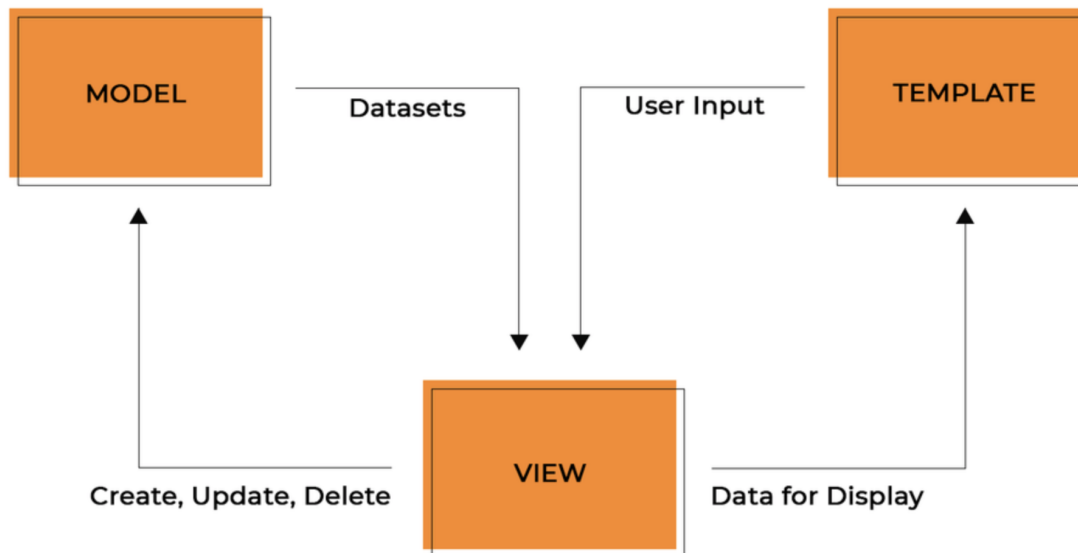 MODEL
Datasets
User Input
TEMPLATE
VIEW
Create, Update, Delete
Data for Display